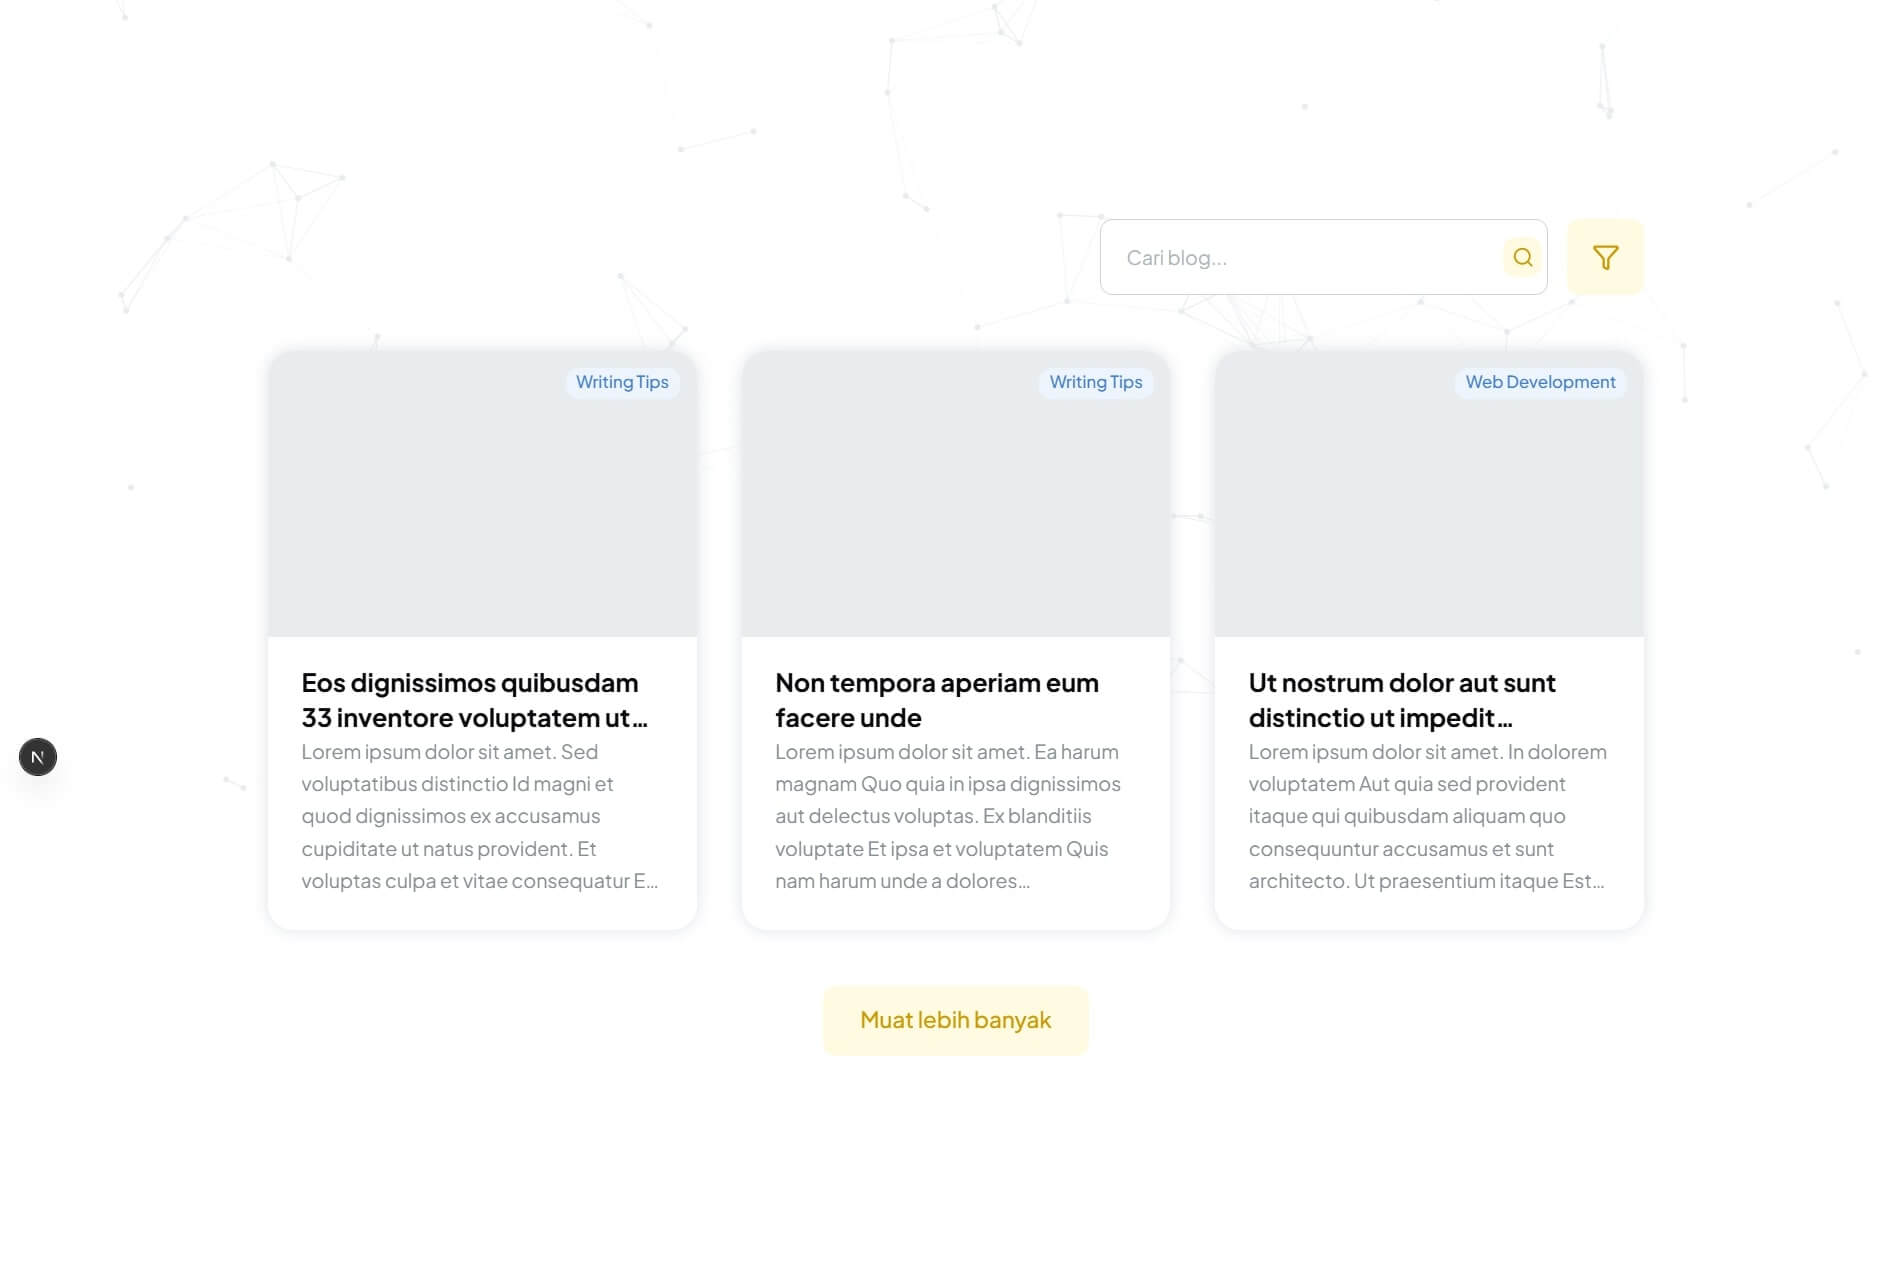 Cari blog...
Writing Tips
Writing Tips
Web Development
Eos dignissimos quibusdam
33 inventore voluptatem ut...
Lorem ipsum dolor sit amet. Sed
voluptatibus distinctio Id magni et
quod dignissimos ex accusamus
cupiditate ut natus provident. Et
voluptas culpa et vitae consequatur E...
Non tempora aperiam eum
facere unde
Lorem ipsum dolor sit amet. Ea harum
magnam Quo quia in ipsa dignissimos
aut delectus voluptas. Ex blanditiis
voluptate Et ipsa et voluptatem Quis
nam harum unde a dolores...
Ut nostrum dolor aut sunt
distinctio ut impedit...
Lorem ipsum dolor sit amet. In dolorem
voluptatem Aut quia sed provident
itaque qui quibusdam aliquam quo
consequuntur accusamus et sunt
architecto. Ut praesentium itaque Est...
N
Muat lebih banyak